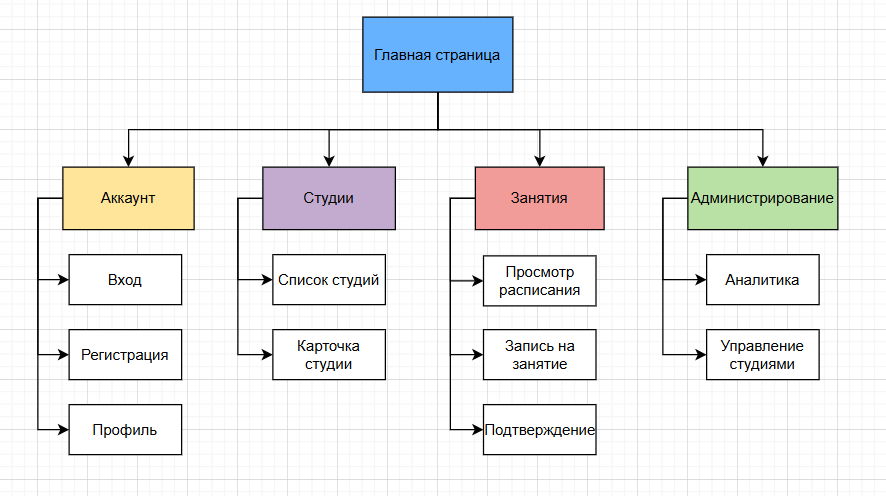 Главная страница
Аккаунт
Студии
Занятия
Администрирование
Вход
Список студий
Просмотр
расписания
Аналитика
Регистрация
Карточка
студии
Запись на
занятие
Управление
студиями
Профиль
Подтверждение